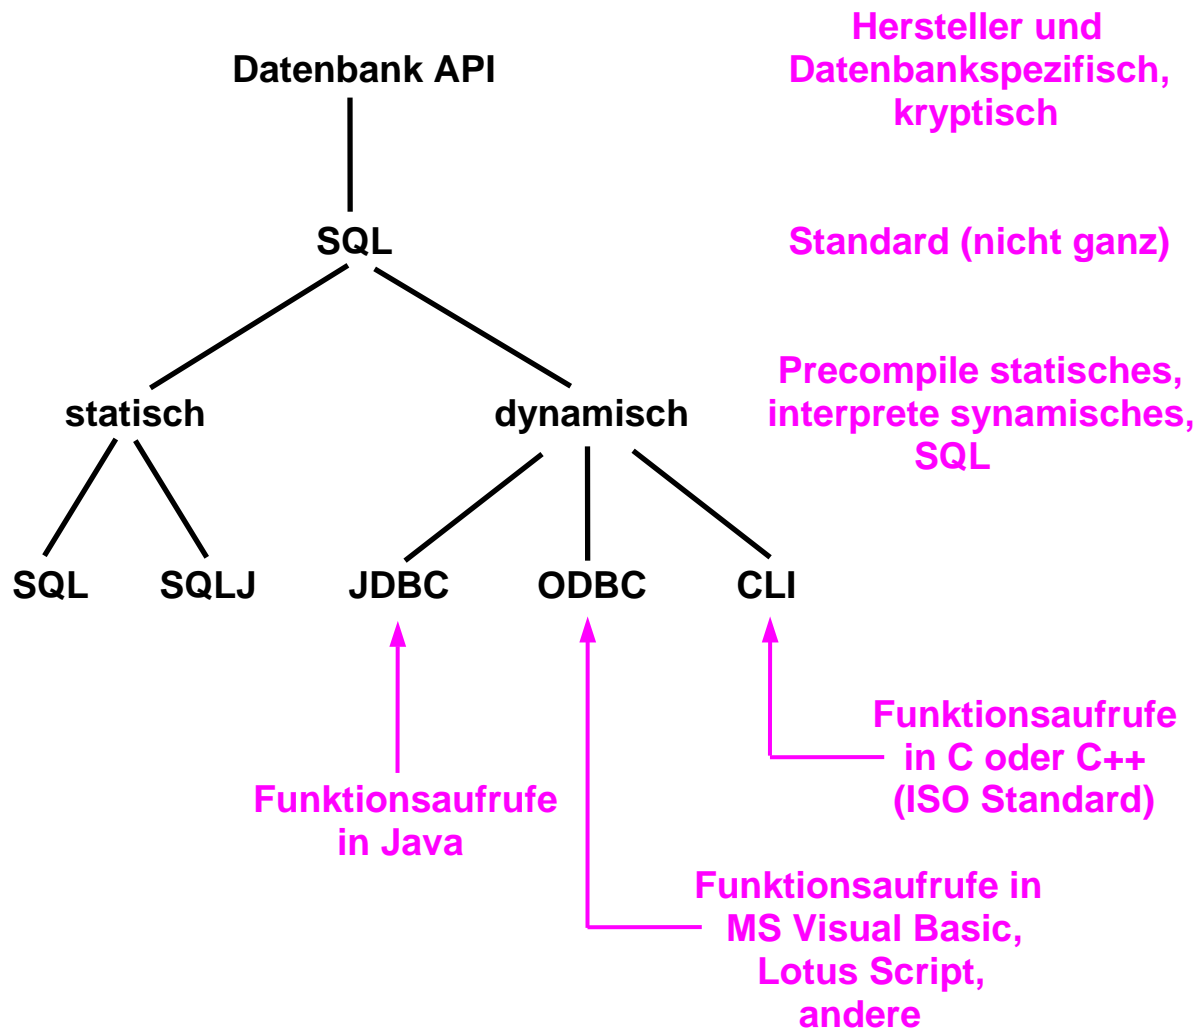 Datenbank API
Hersteller und
Datenbankspezifisch,
kryptisch
SQL
Standard (nicht ganz)
statisch
dynamisch
Precompile statisches,
interprete synamisches,
SQL
SQL
SQLJ
JDBC
ODBC
CLI
Funktionsaufrufe
in Java
Funktionsaufrufe
in C oder C++
(ISO Standard)
Funktionsaufrufe in
MS Visual Basic,
Lotus Script,
andere